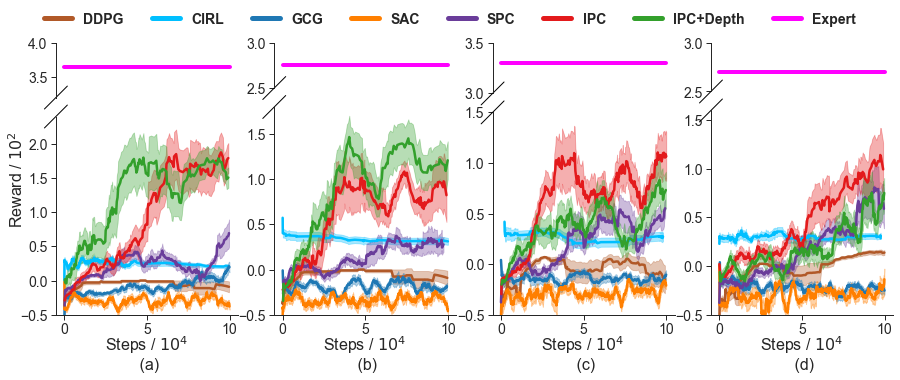 DDPG CIRL GCG SAC SPC IPC IPC+Depth Expert
4.0 3.0 3.5
3.5
2.5 3.0 2.5
2.0 1.5 1.5 1.5
1.5 1.0 1.0 1.0
1.0
0.5 0.5 0.5 0.5
0.0 0.0 0.0 0.0
−0.5 −0.5 −0.5 −0.5
Reward / 10²
0 5 10 0 5 10 0 5 10 0 5 10
Steps / 10⁴ Steps / 10⁴ Steps / 10⁴ Steps / 10⁴
(a) (b) (c) (d)